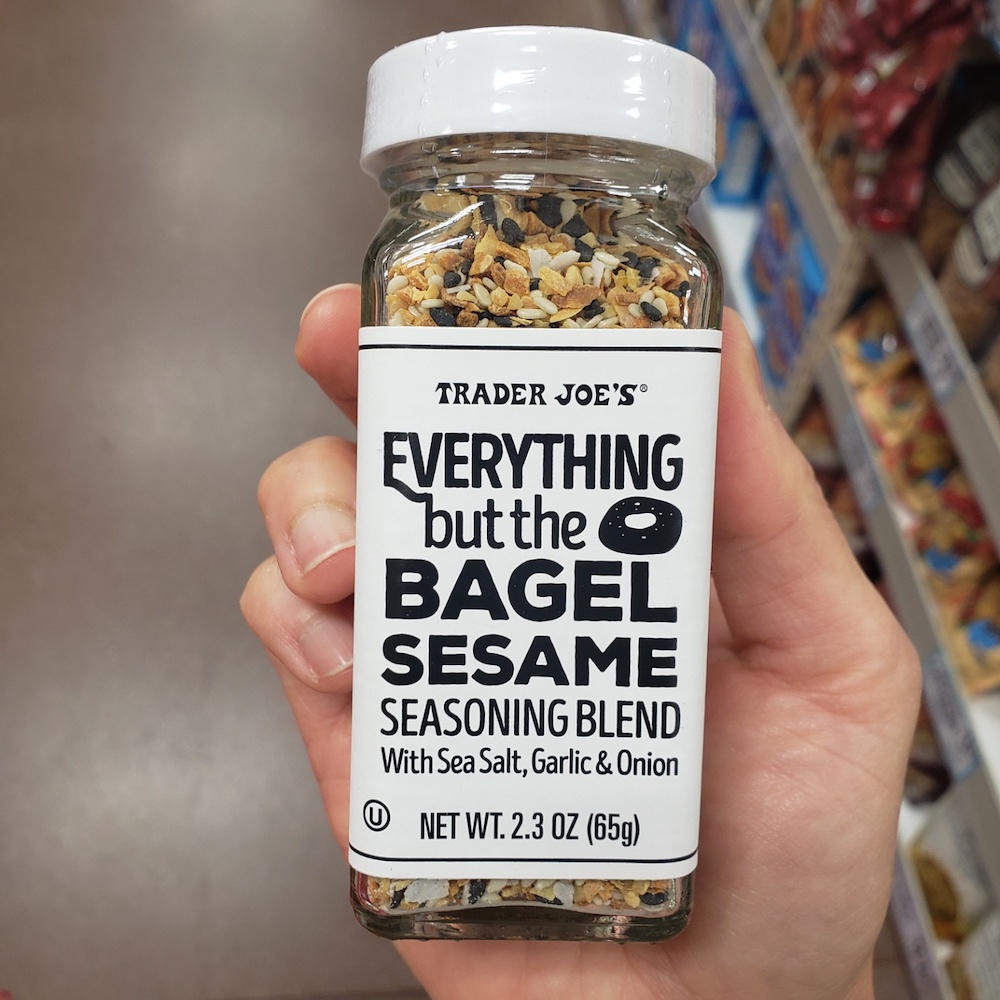 TRADER JOE'S®
EVERYTHING
but the
BAGEL
SESAME
SEASONING BLEND
With Sea Salt, Garlic & Onion
U
NET WT. 2.3 OZ (65g)